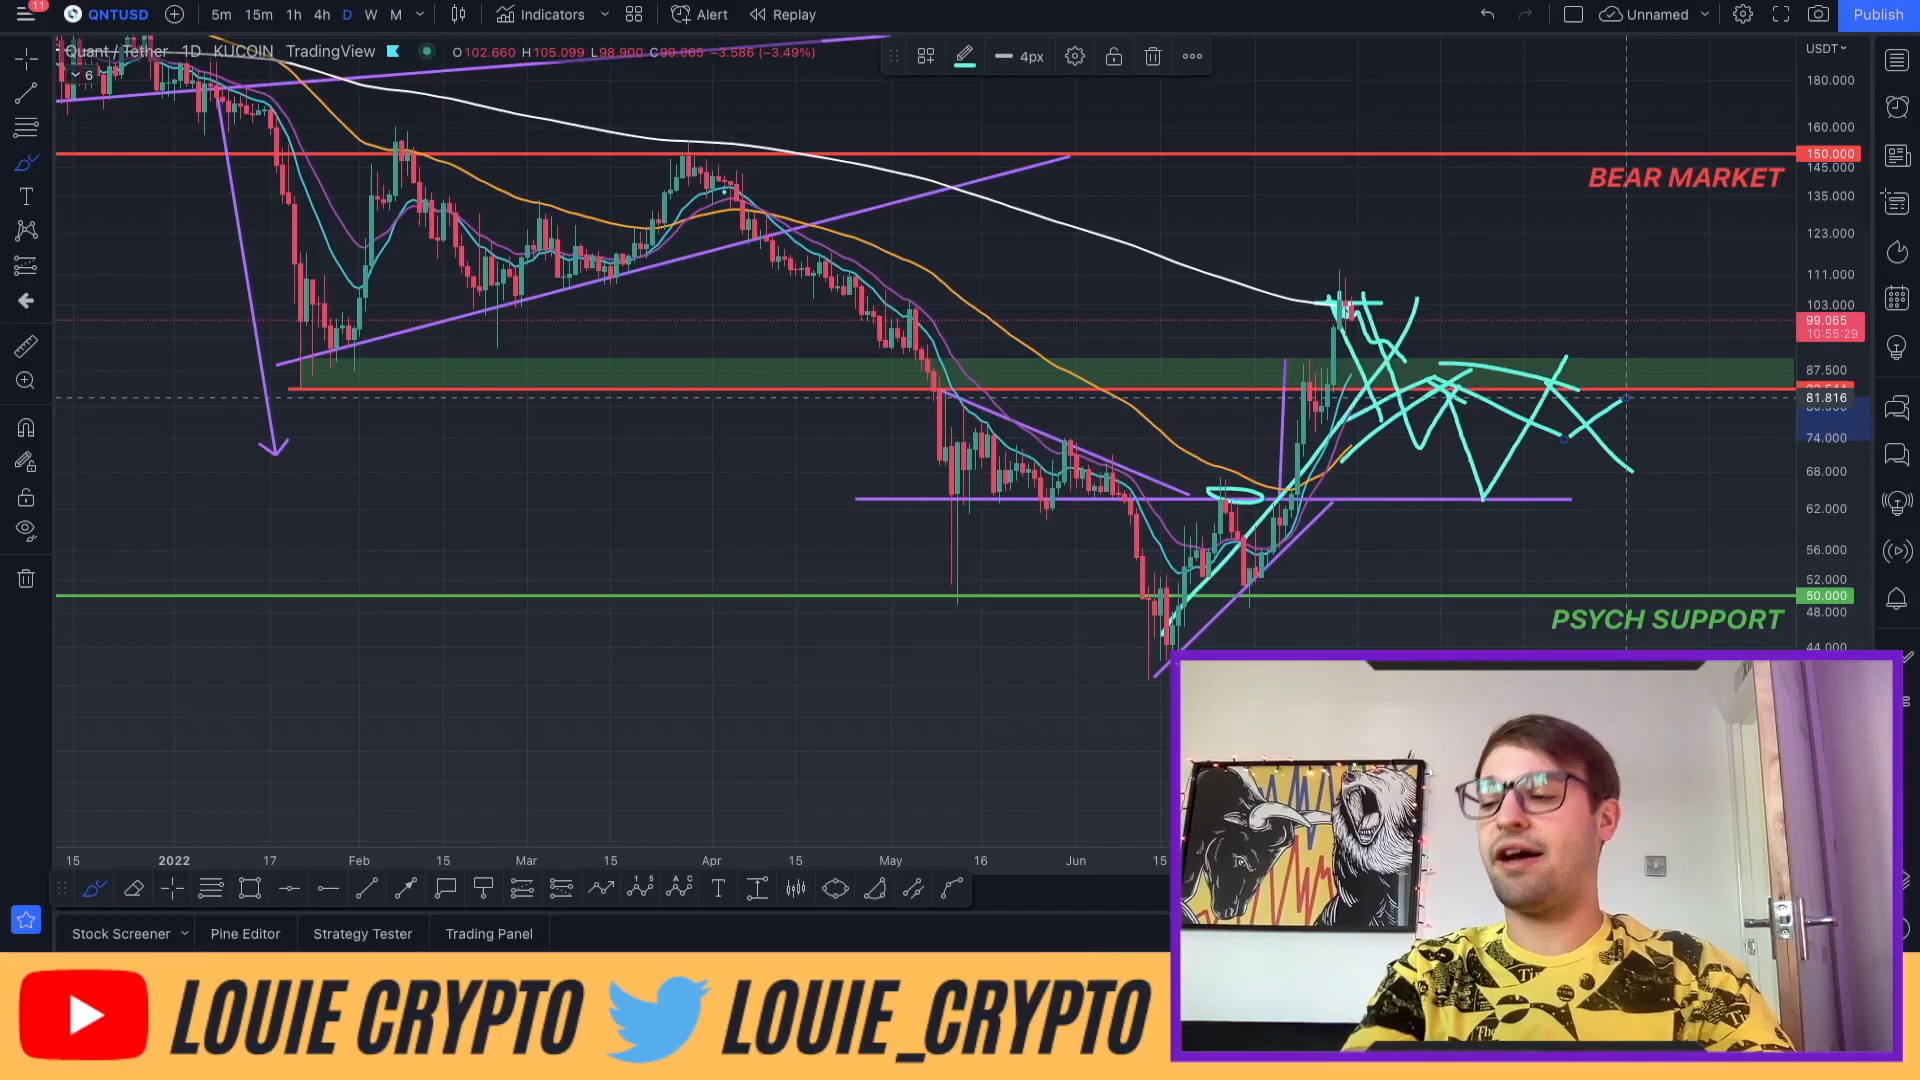 11
QNTUSD
5m 15m 1h 4h D W M
Indicators
Alert
Replay
Unnamed
Publish
Quant / Tether · 1D · KUCOIN · TradingView
O102.660 H105.099 L98.900 C99.065 −3.586 (−3.49%)
6
4px
USDT
180.000
160.000
150.000
145.000
BEAR MARKET
135.000
123.000
111.000
103.000
99.065
10:55:29
87.500
81.816
74.000
68.000
62.000
56.000
52.000
50.000
48.000
PSYCH SUPPORT
44.000
15 2022 17 Feb 15 Mar 15 Apr 15 May 16 Jun 15
Stock Screener
Pine Editor
Strategy Tester
Trading Panel
LOUIE CRYPTO
LOUIE_CRYPTO